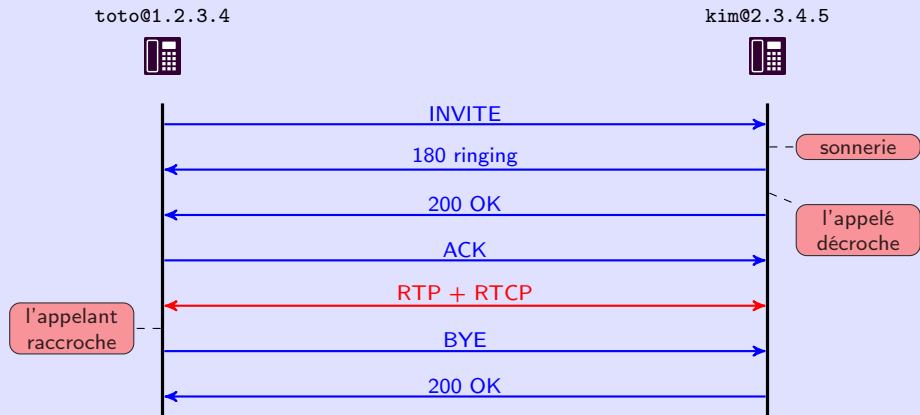 toto@1.2.3.4
kim@2.3.4.5
INVITE
sonnerie
180 ringing
200 OK
l'appelé
décroche
ACK
RTP + RTCP
l'appelant
raccroche
BYE
200 OK